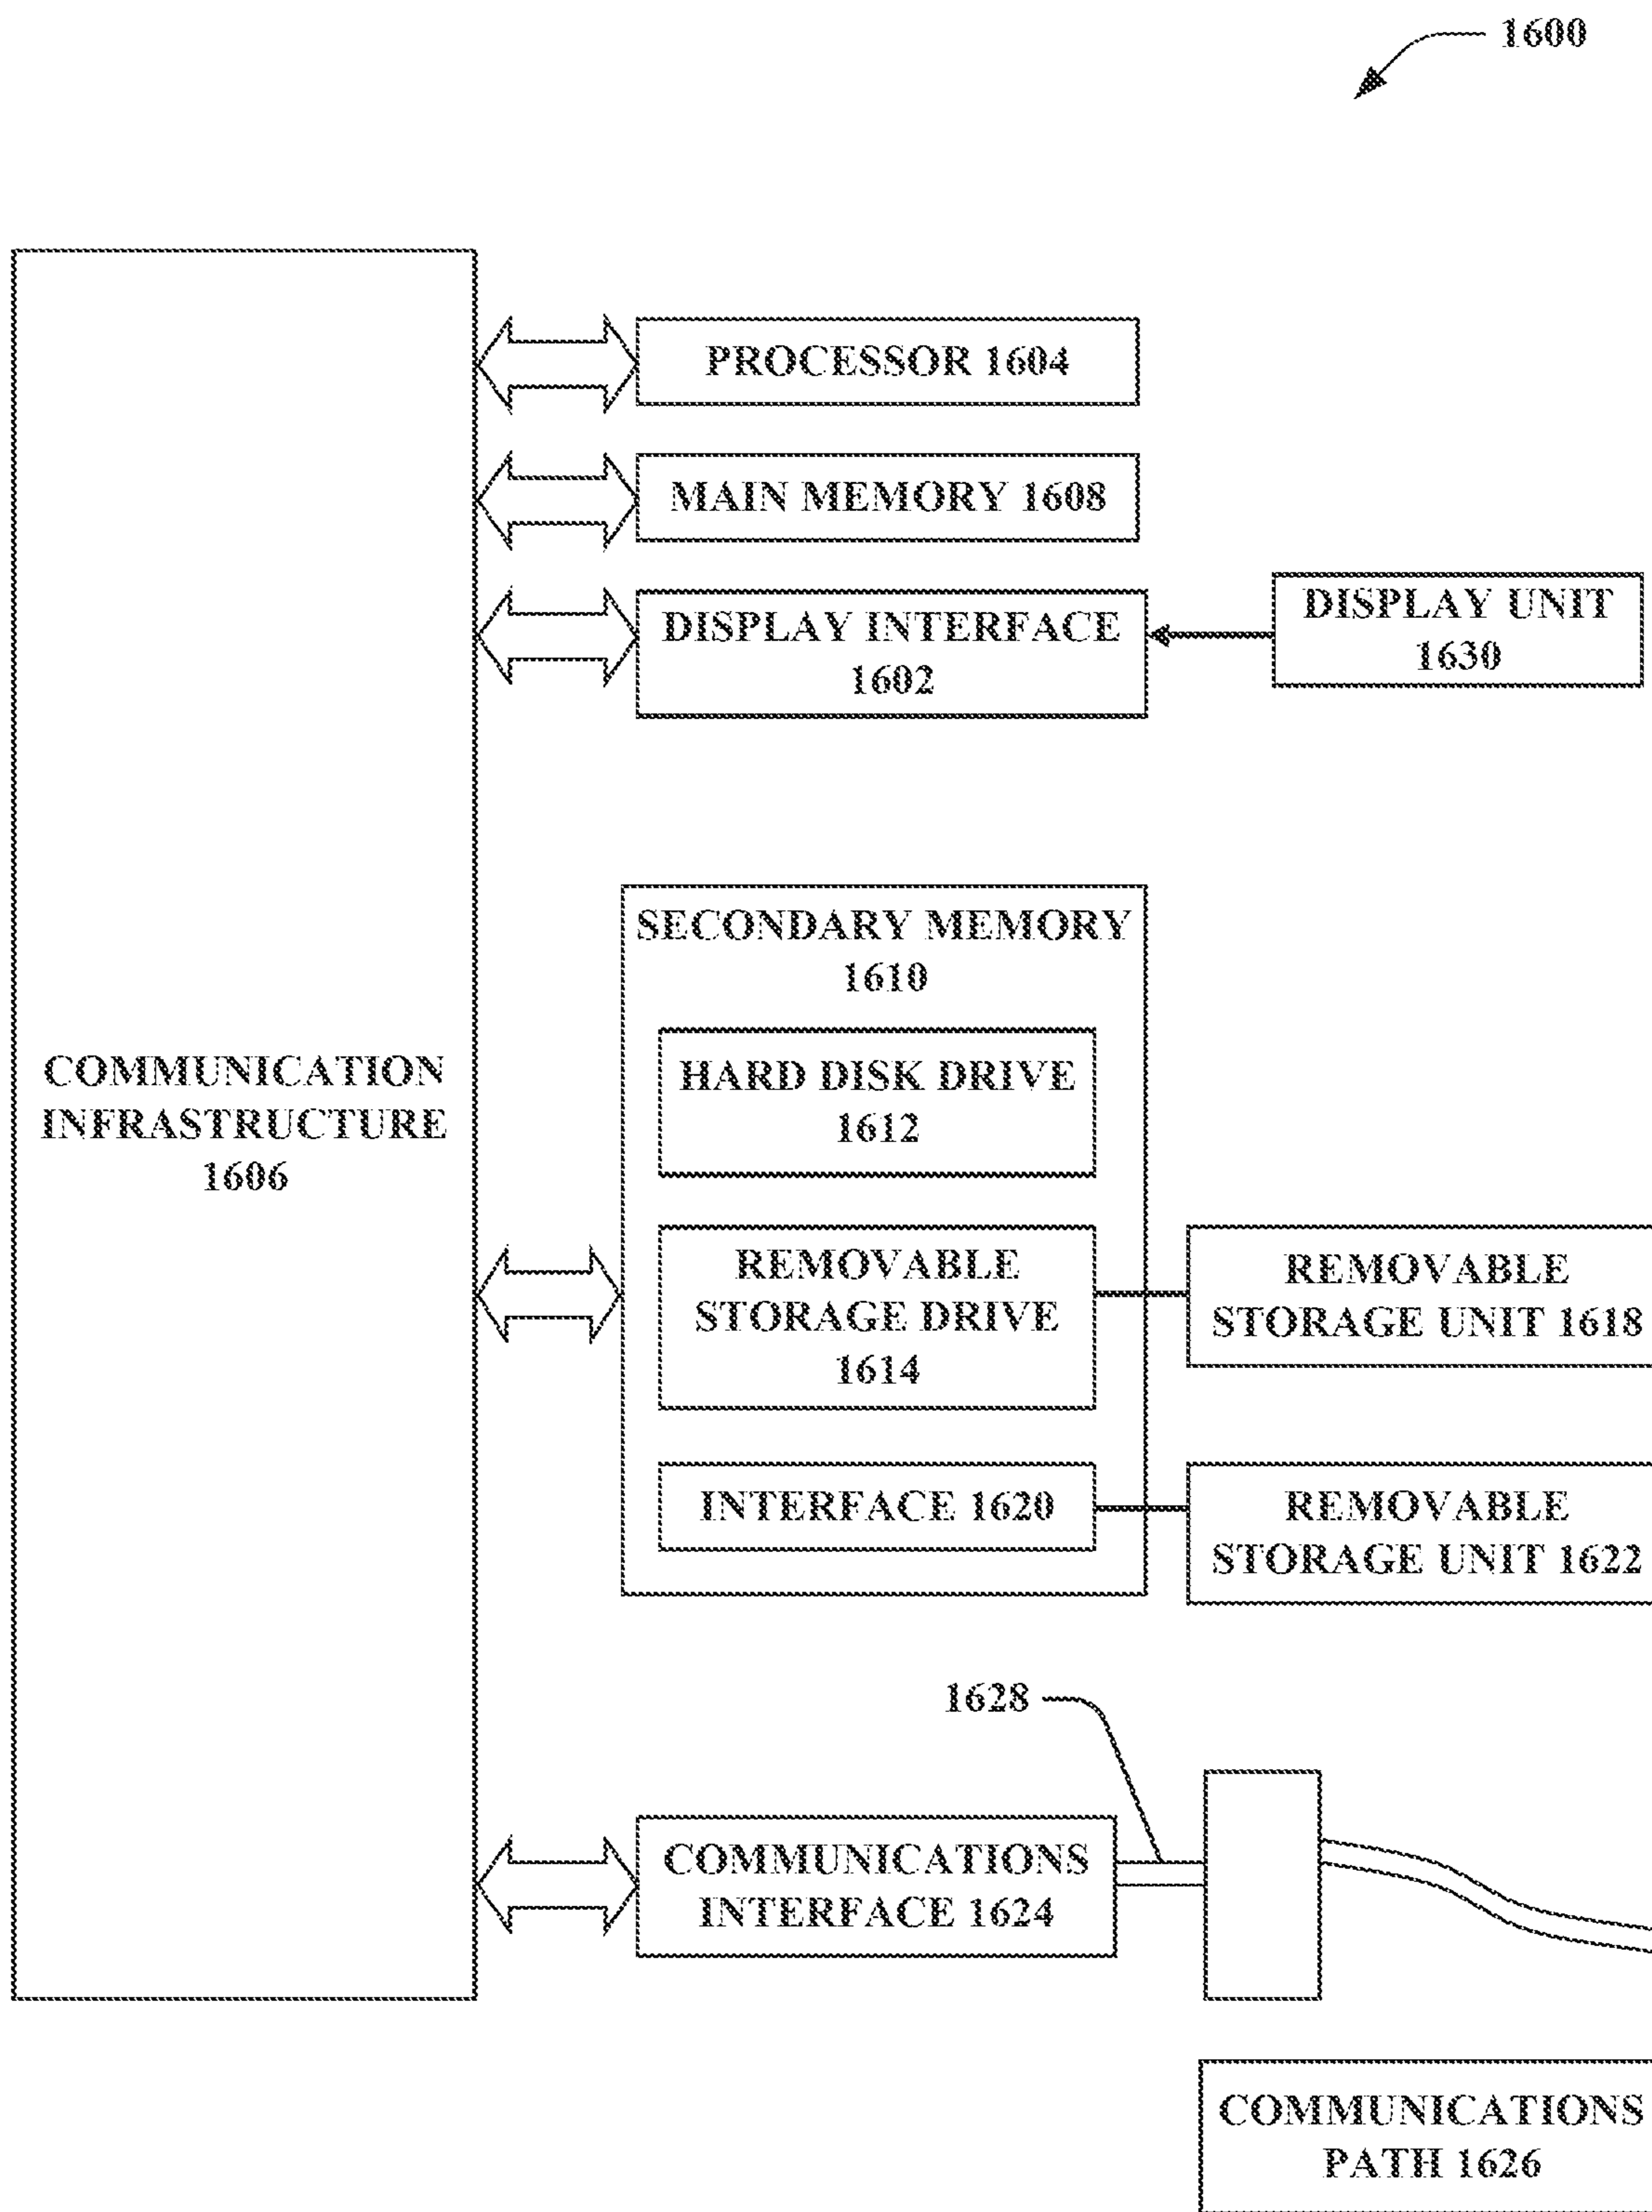 1600
PROCESSOR 1604
MAIN MEMORY 1608
DISPLAY INTERFACE
1602
DISPLAY UNIT
1630
COMMUNICATION
INFRASTRUCTURE
1606
SECONDARY MEMORY
1610
HARD DISK DRIVE
1612
REMOVABLE
STORAGE DRIVE
1614
REMOVABLE
STORAGE UNIT 1618
INTERFACE 1620
REMOVABLE
STORAGE UNIT 1622
1628
COMMUNICATIONS
INTERFACE 1624
COMMUNICATIONS
PATH 1626